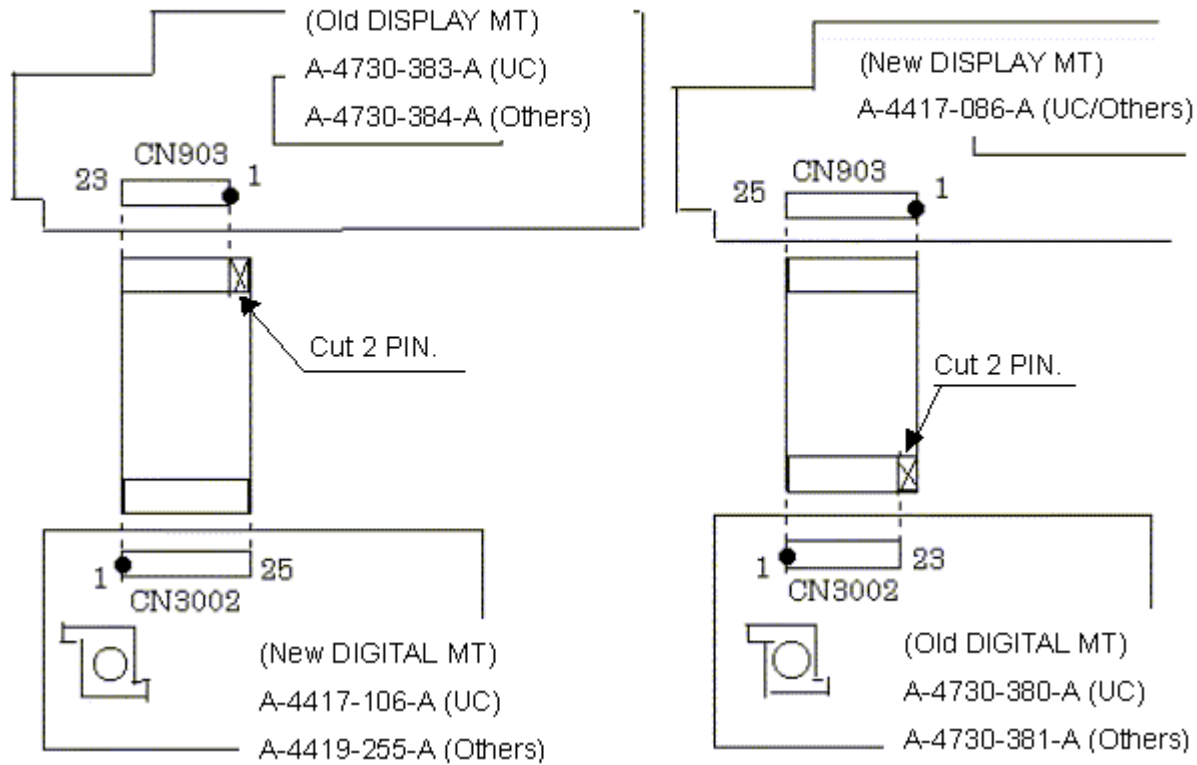 (Old DISPLAY MT)
A-4730-383-A (UC)
A-4730-384-A (Others)
CN903
23
1
Cut 2 PIN.
1
25
CN3002
(New DIGITAL MT)
A-4417-106-A (UC)
A-4419-255-A (Others)
(New DISPLAY MT)
A-4417-086-A (UC/Others)
CN903
25
1
Cut 2 PIN.
1
23
CN3002
(Old DIGITAL MT)
A-4730-380-A (UC)
A-4730-381-A (Others)